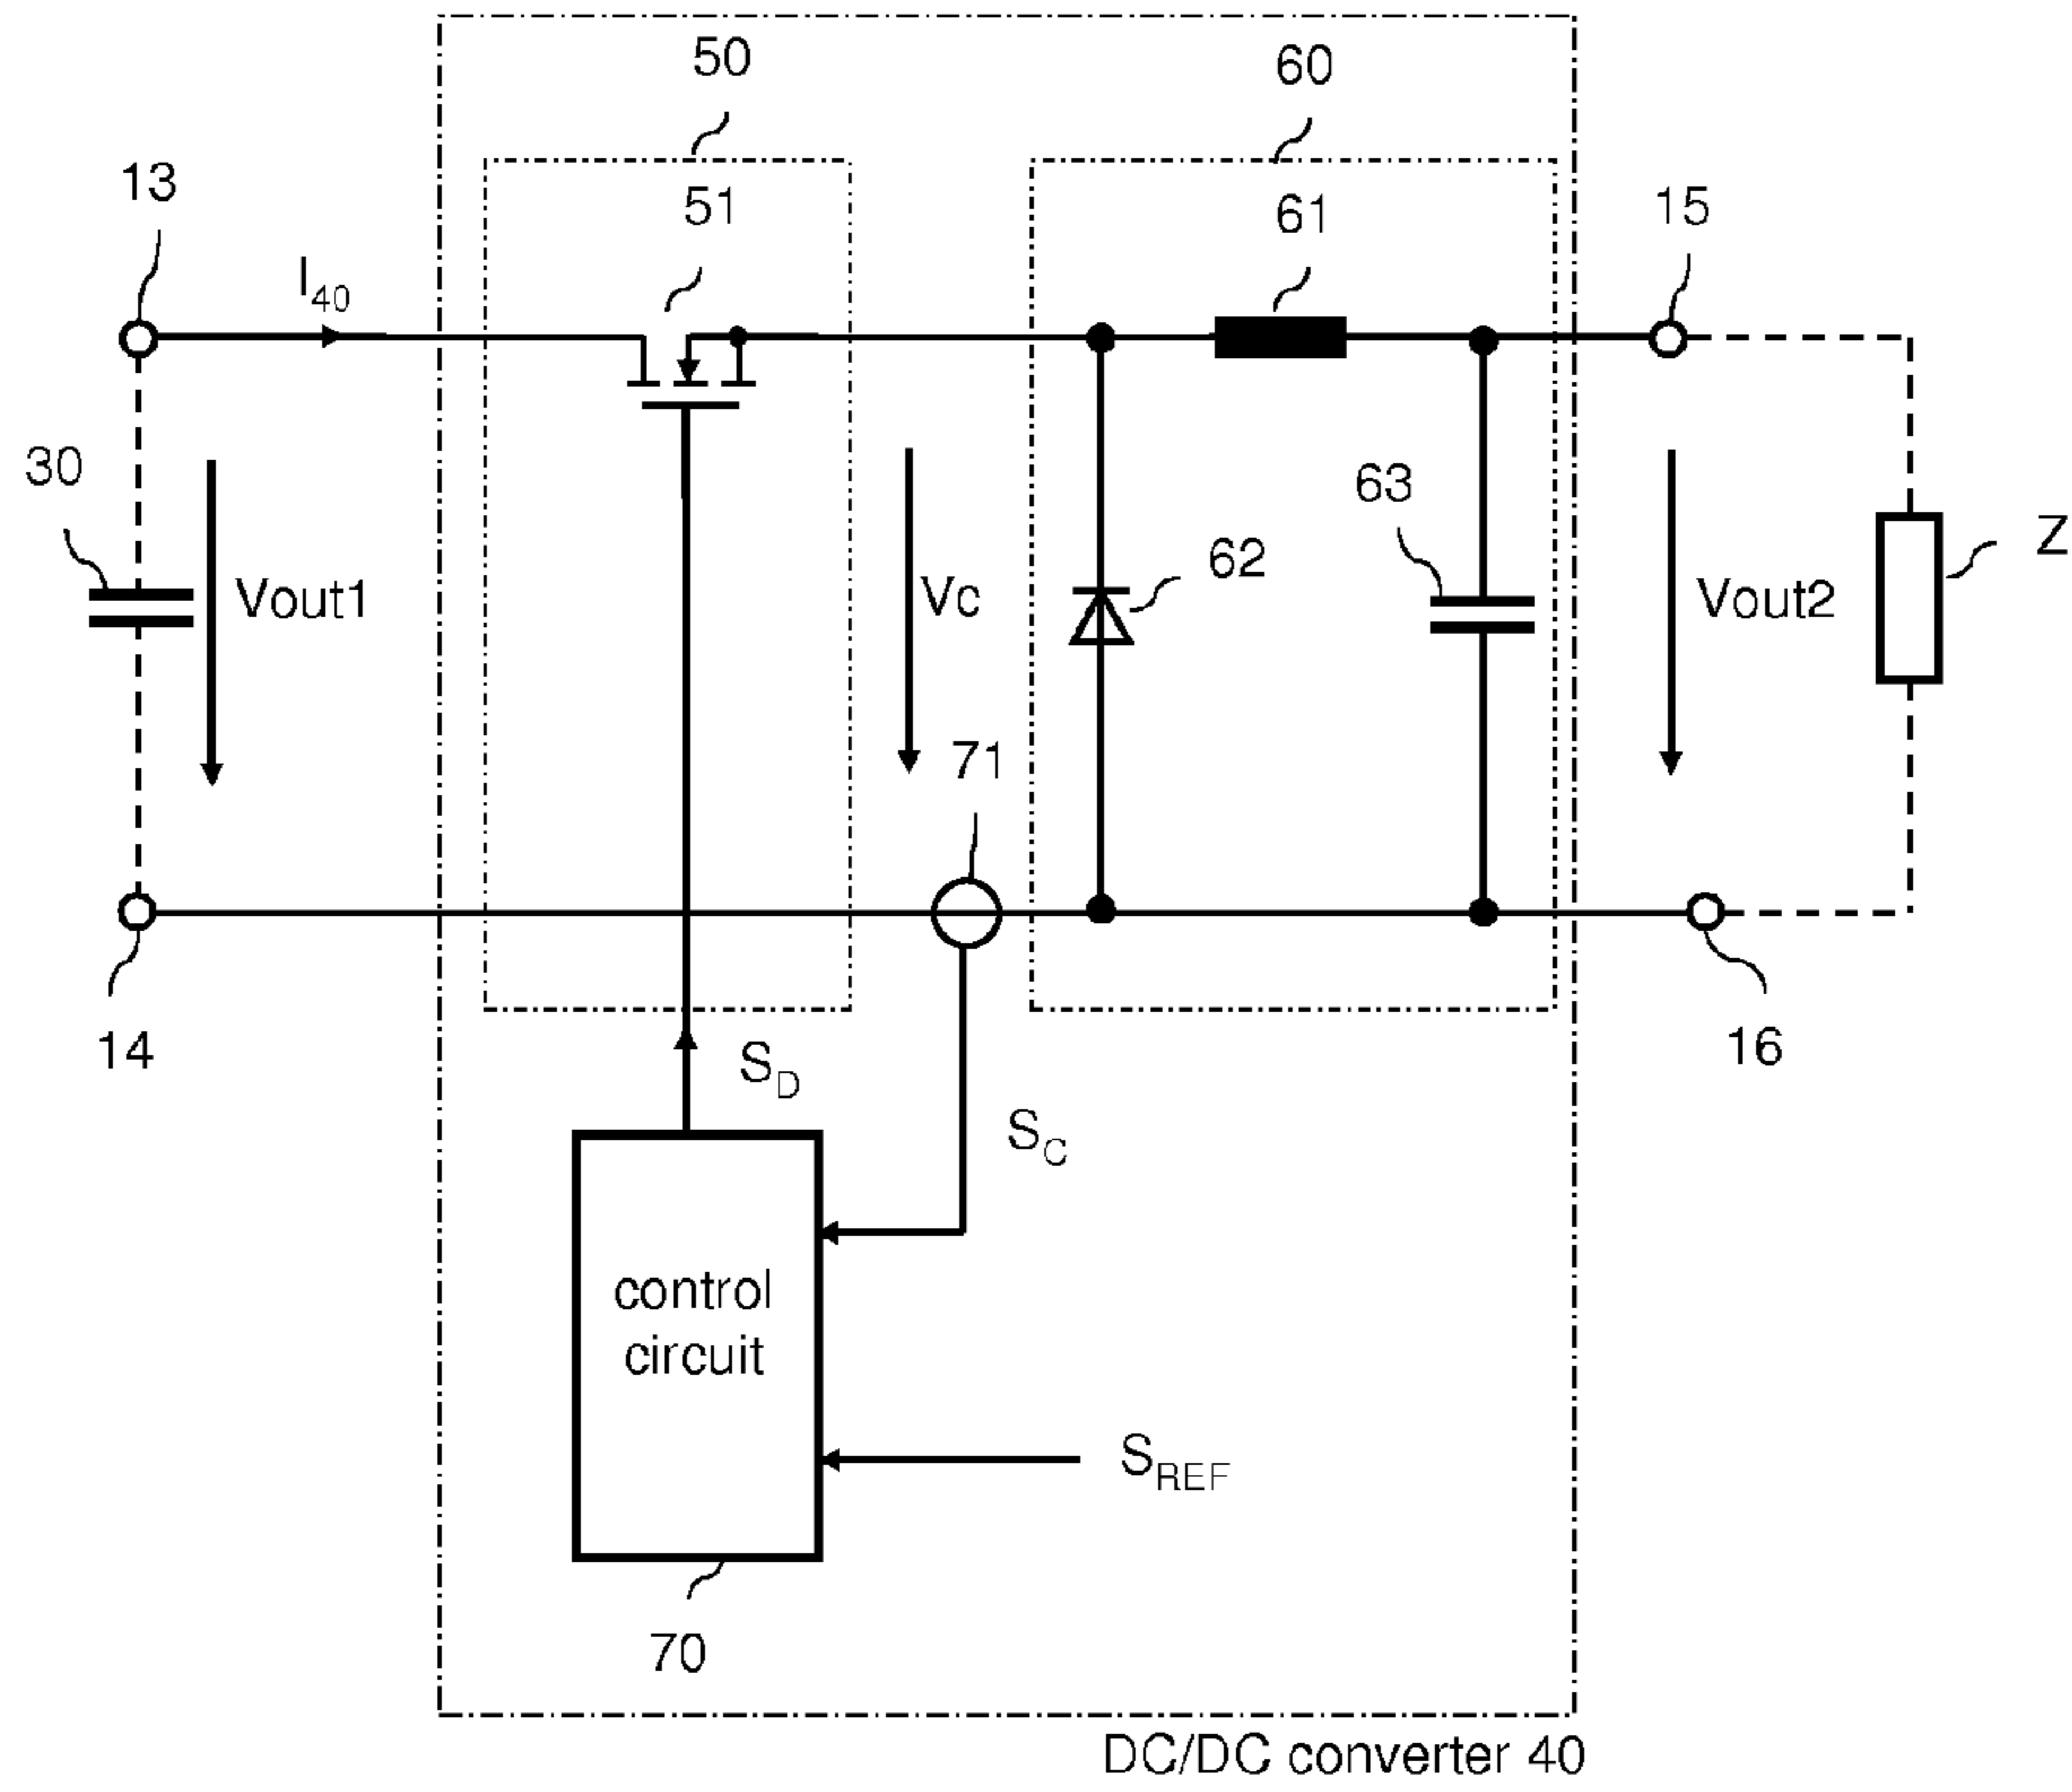 50
60
13
51
61
15
I40
30
63
62
Z
Vout1
Vc
Vout2
71
14
16
SD
SC
control
circuit
SREF
70
DC/DC converter 40